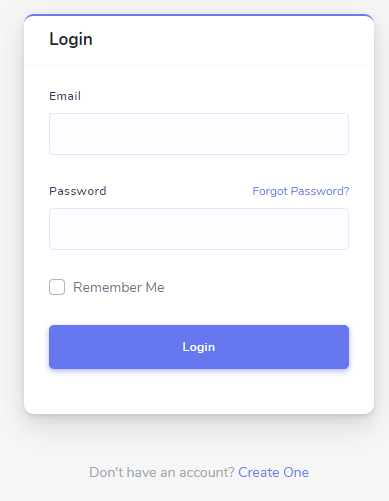 Login
Email
Password Forgot Password?
Remember Me
Login
Don't have an account? Create One